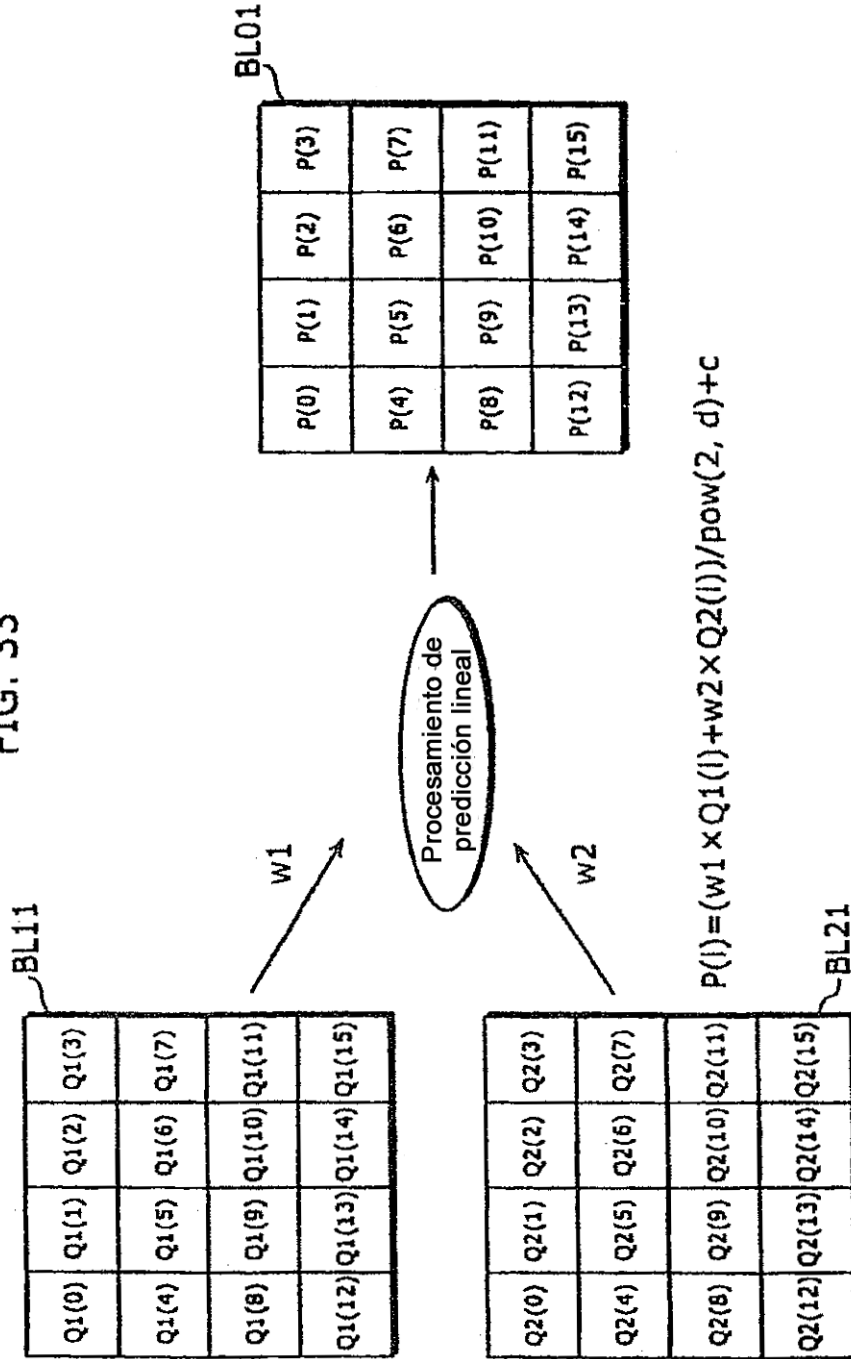 FIG. 33
BL11
Q1(0) Q1(1) Q1(2) Q1(3)
Q1(4) Q1(5) Q1(6) Q1(7)
Q1(8) Q1(9) Q1(10) Q1(11)
Q1(12) Q1(13) Q1(14) Q1(15)
w1
Procesamiento de
predicción lineal
BL01
P(0) P(1) P(2) P(3)
P(4) P(5) P(6) P(7)
P(8) P(9) P(10) P(11)
P(12) P(13) P(14) P(15)
w2
Q2(0) Q2(1) Q2(2) Q2(3)
Q2(4) Q2(5) Q2(6) Q2(7)
Q2(8) Q2(9) Q2(10) Q2(11)
Q2(12) Q2(13) Q2(14) Q2(15)
BL21
P(i)=(w1×Q1(i)+w2×Q2(i))/pow(2, d)+c